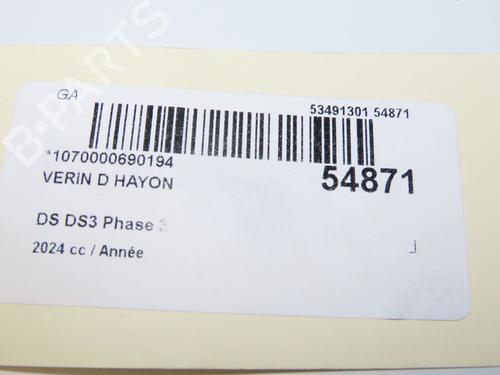 GA
53491301 54871
*1070000690194
VERIN D HAYON
54871
DS DS3 Phase
2024 cc / Année
B-PARTS